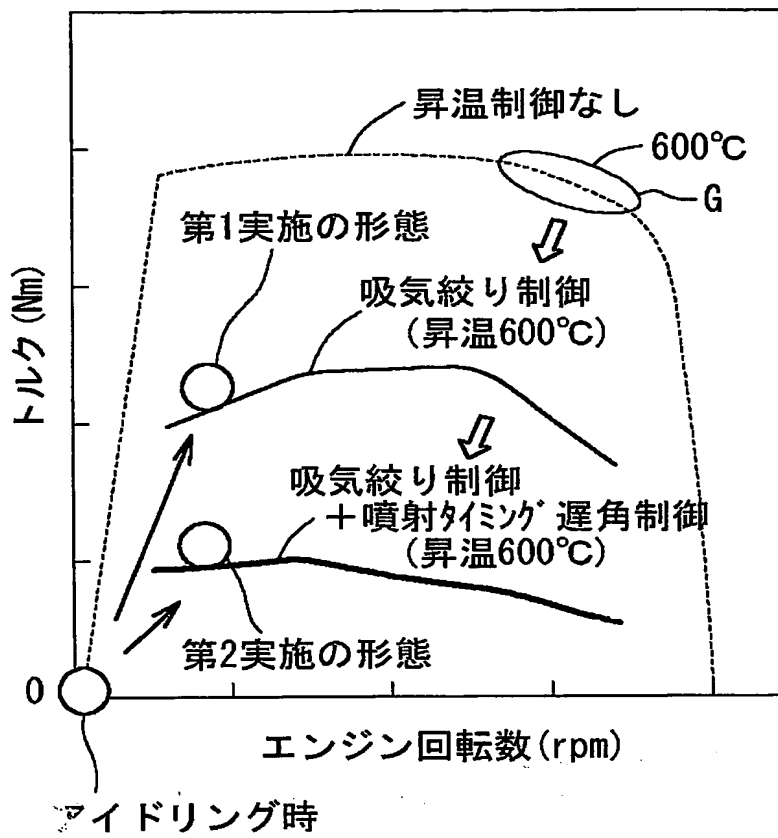 昇温制御なし
600℃
G
第1実施の形態
吸気絞り制御
(昇温600℃)
トルク(Nm)
吸気絞り制御
+噴射ﾀｲﾐﾝｸﾞ遅角制御
(昇温600℃)
第2実施の形態
0
エンジン回転数(rpm)
アイドリング時